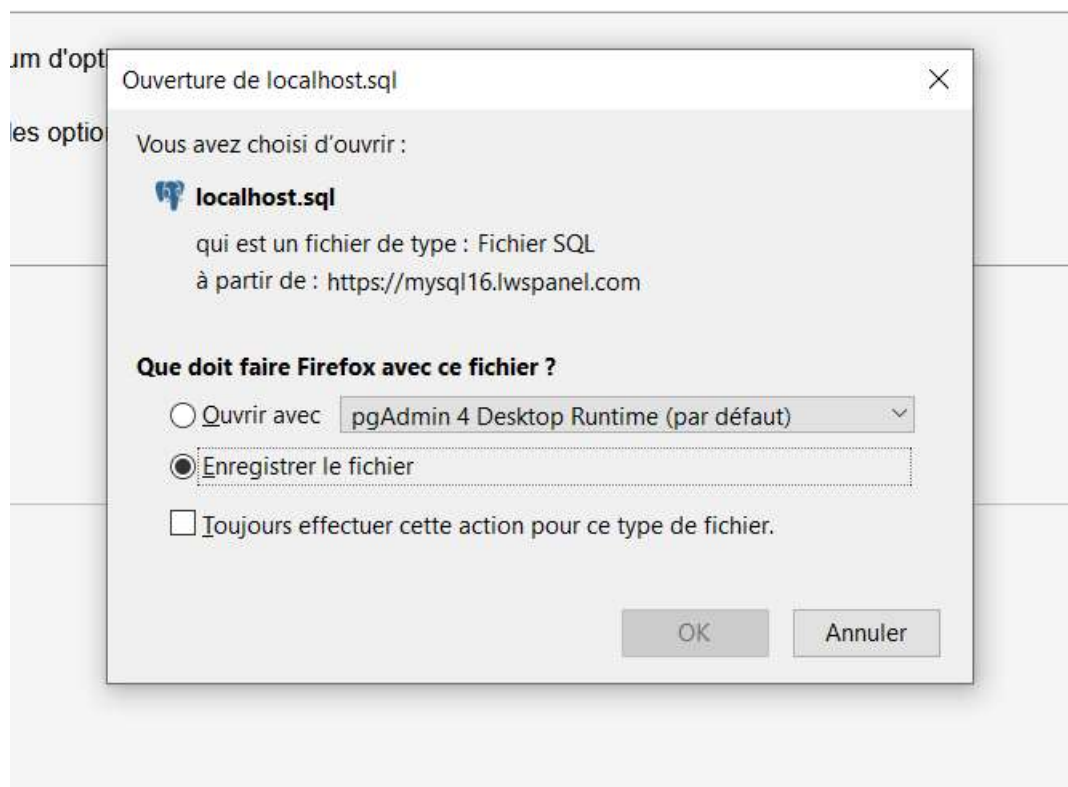 um d'opt
Ouverture de localhost.sql
les optio
Vous avez choisi d'ouvrir :
localhost.sql
qui est un fichier de type : Fichier SQL
à partir de : https://mysql16.lwspanel.com
Que doit faire Firefox avec ce fichier ?
Ouvrir avec pgAdmin 4 Desktop Runtime (par défaut)
Enregistrer le fichier
Toujours effectuer cette action pour ce type de fichier.
OK Annuler